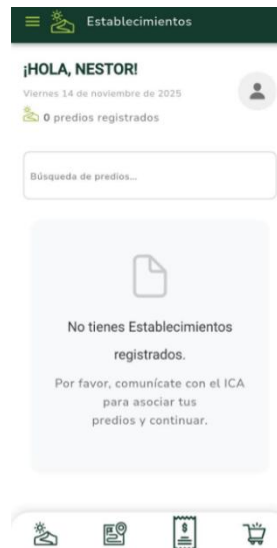 Establecimientos
¡HOLA, NESTOR!
Viernes 14 de noviembre de 2025
0 predios registrados
Búsqueda de predios...
No tienes Establecimientos
registrados.
Por favor, comunícate con el ICA
para asociar tus
predios y continuar.
$